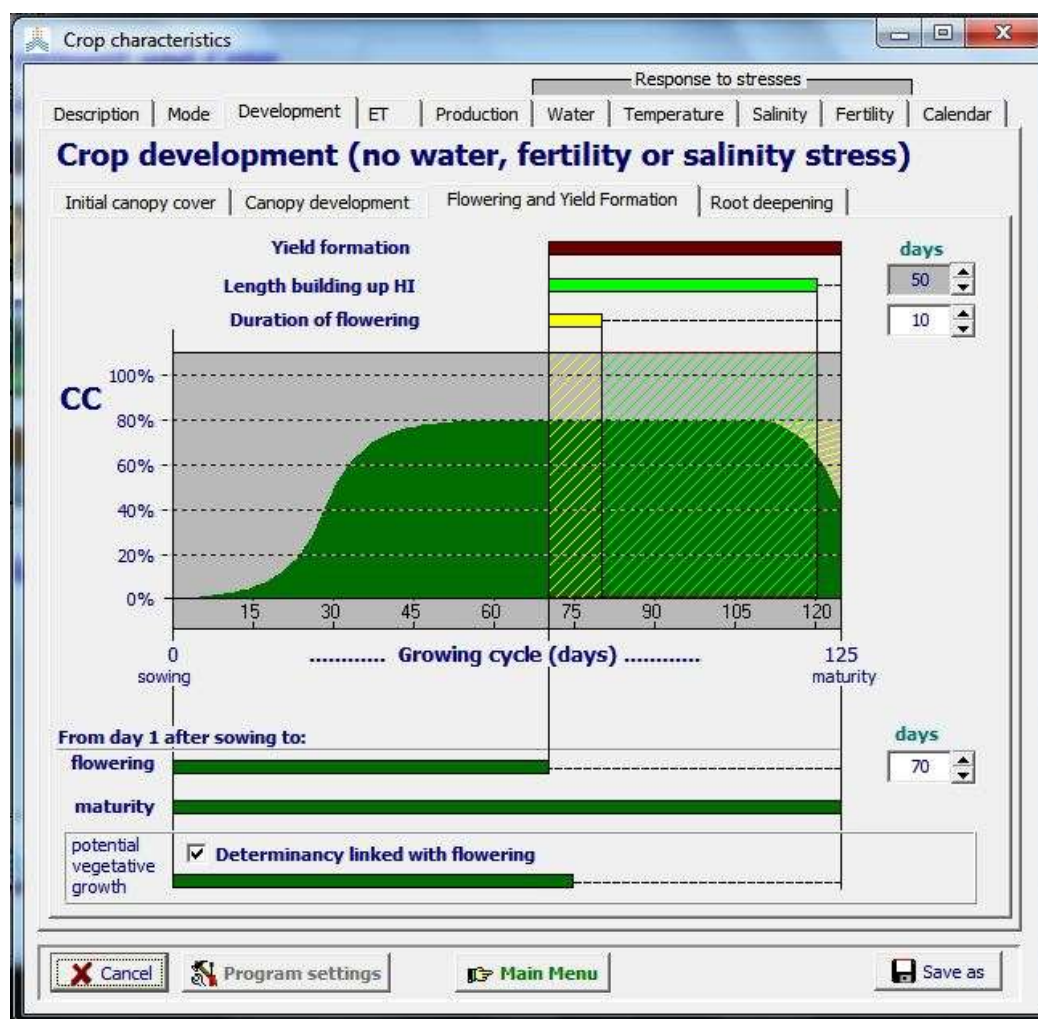 Crop characteristics
Response to stresses
Description Mode Development ET Production Water Temperature Salinity Fertility Calendar
Crop development (no water, fertility or salinity stress)
Initial canopy cover Canopy development Flowering and Yield Formation Root deepening
Yield formation days
Length building up HI 50
Duration of flowering 10
CC
100%
80%
60%
40%
20%
0%
15 30 45 60 75 90 105 120
0 ............ Growing cycle (days) ............ 125
sowing maturity
From day 1 after sowing to: days
flowering 70
maturity
potential
vegetative
growth
Determinancy linked with flowering
Cancel Program settings Main Menu Save as